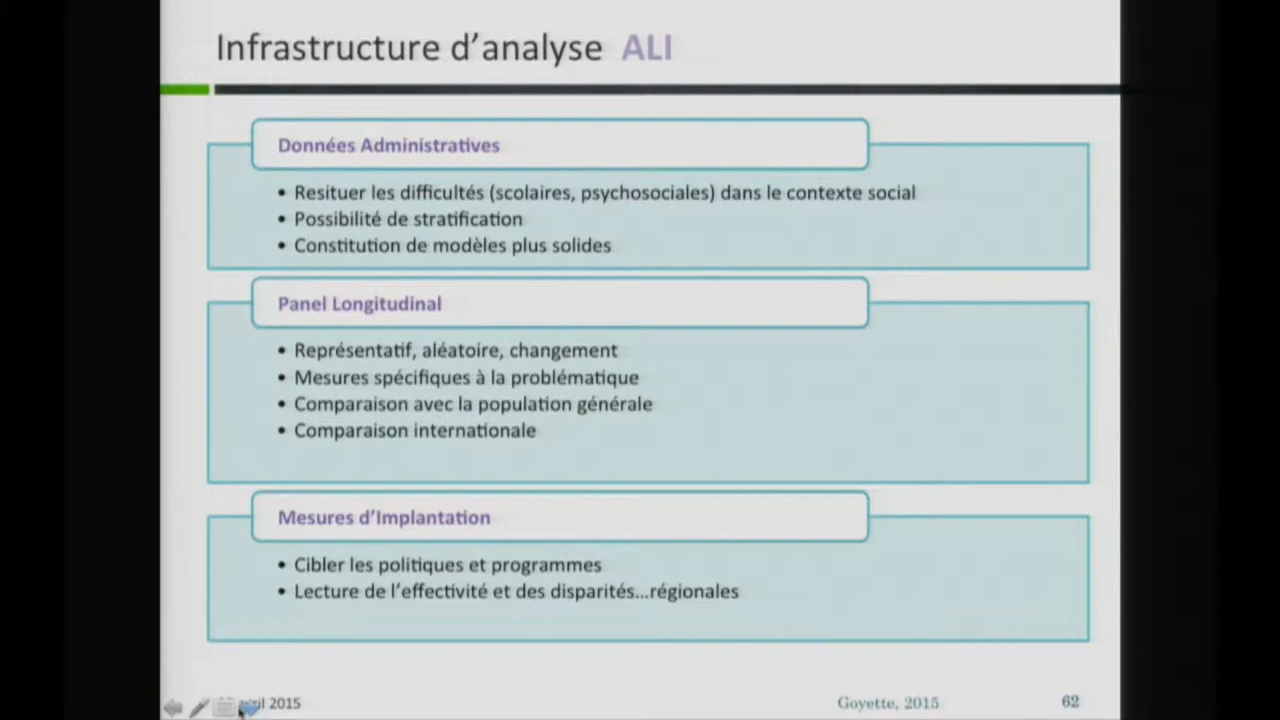 Infrastructure d’analyse ALI
Données Administratives
• Resituer les difficultés (scolaires, psychosociales) dans le contexte social
• Possibilité de stratification
• Constitution de modèles plus solides
Panel Longitudinal
• Représentatif, aléatoire, changement
• Mesures spécifiques à la problématique
• Comparaison avec la population générale
• Comparaison internationale
Mesures d’Implantation
• Cibler les politiques et programmes
• Lecture de l’effectivité et des disparités...régionales
2015
Goyette, 2015
62